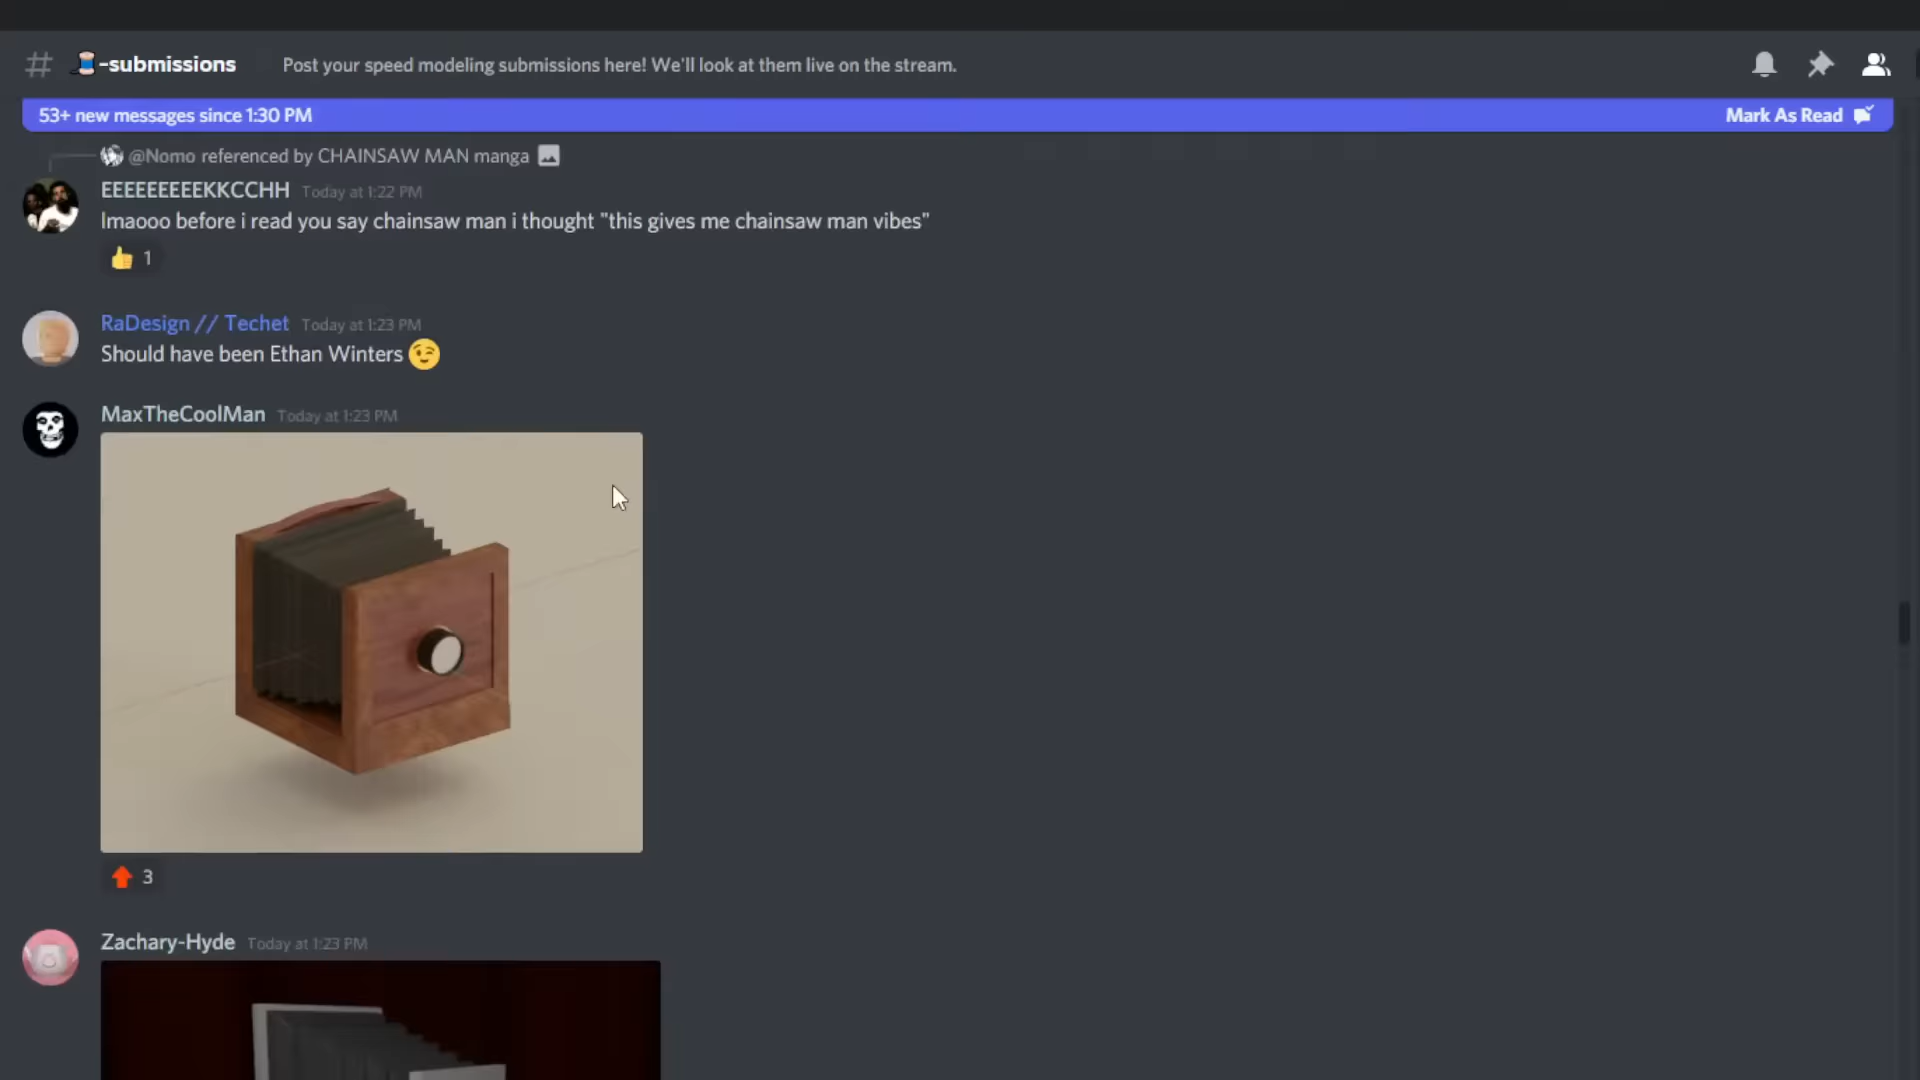 -submissions Post your speed modeling submissions here! We'll look at them live on the stream.
53+ new messages since 1:30 PM Mark As Read
@Nomo referenced by CHAINSAW MAN manga
EEEEEEEEEKKCCHH Today at 1:22 PM
lmaooo before i read you say chainsaw man i thought "this gives me chainsaw man vibes"
1
RaDesign // Techet Today at 1:23 PM
Should have been Ethan Winters
MaxTheCoolMan Today at 1:23 PM
3
Zachary-Hyde Today at 1:23 PM